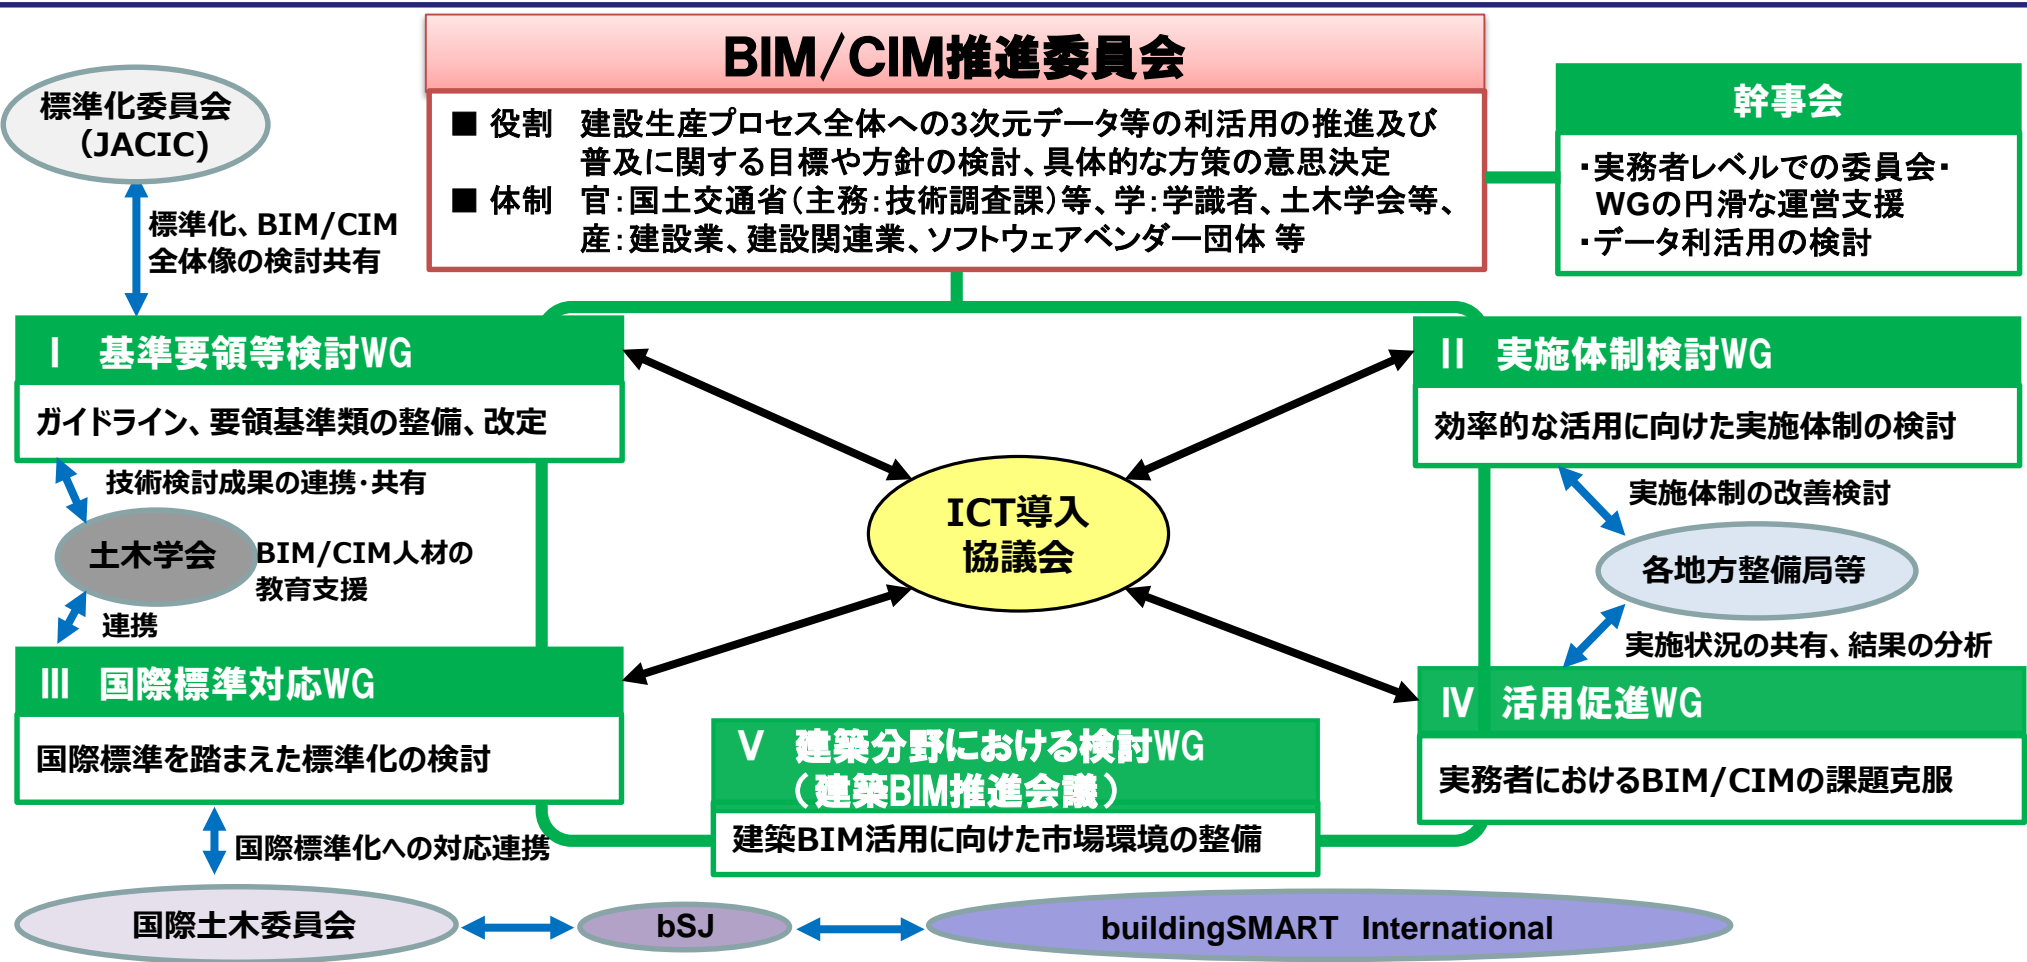 BIM/CIM推進委員会
■ 役割 建設生産プロセス全体への3次元データ等の利活用の推進及び
普及に関する目標や方針の検討、具体的な方策の意思決定
■ 体制 官:国土交通省(主務:技術調査課)等、学:学識者、土木学会等、
産:建設業、建設関連業、ソフトウェアベンダー団体 等
標準化委員会
(JACIC)
標準化、BIM/CIM
全体像の検討共有
幹事会
・実務者レベルでの委員会・
WGの円滑な運営支援
・データ利活用の検討
Ⅰ 基準要領等検討WG
ガイドライン、要領基準類の整備、改定
Ⅱ 実施体制検討WG
効率的な活用に向けた実施体制の検討
技術検討成果の連携・共有
土木学会
BIM/CIM人材の
教育支援
連携
ICT導入
協議会
実施体制の改善検討
各地方整備局等
実施状況の共有、結果の分析
Ⅲ 国際標準対応WG
国際標準を踏まえた標準化の検討
Ⅳ 活用促進WG
実務者におけるBIM/CIMの課題克服
Ⅴ 建築分野における検討WG
(建築BIM推進会議)
建築BIM活用に向けた市場環境の整備
国際標準化への対応連携
国際土木委員会
bSJ
buildingSMART International